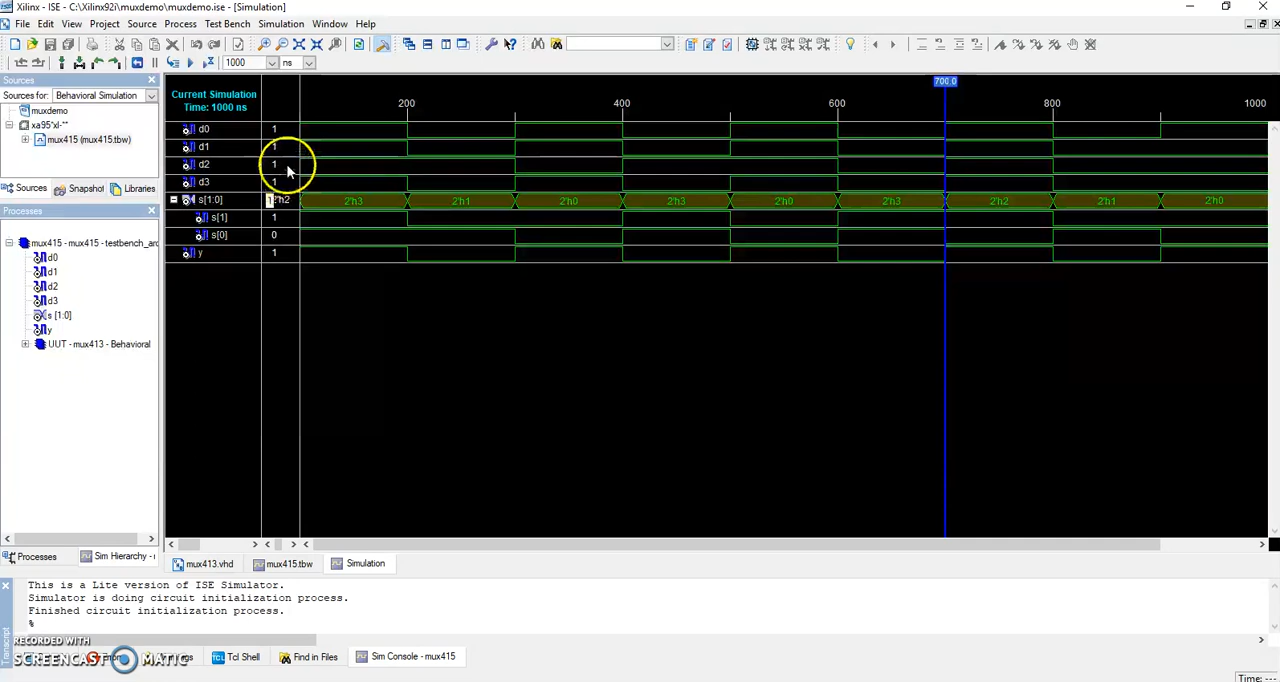 Xilinx - ISE - C:\Xilinx92i\muxdemo\muxdemo.ise - [Simulation]
File Edit View Project Source Process Test Bench Simulation Window Help
1000 ns
Sources
Sources for: Behavioral Simulation
muxdemo
xa95*xl-**
mux415 (mux415.tbw)
Sources Snapshot Libraries
Processes
mux415 - mux415 - testbench_arc
d0
d1
d2
d3
s [1:0]
y
UUT - mux413 - Behavioral
Processes Sim Hierarchy -
Current Simulation
Time: 1000 ns
700.0
200 400 600 800 1000
d0 1
d1 1
d2 1
d3 1
s[1:0] 2'h2 2'h3 2'h1 2'h0 2'h3 2'h0 2'h3 2'h2 2'h1 2'h0
s[1] 1
s[0] 0
y 1
mux413.vhd mux415.tbw Simulation
This is a Lite version of ISE Simulator.
Simulator is doing circuit initialization process.
Finished circuit initialization process.
%
Transcript
RECORDED WITH
SCREENCAST MATIC
Tcl Shell Find in Files Sim Console - mux415
Time: ---